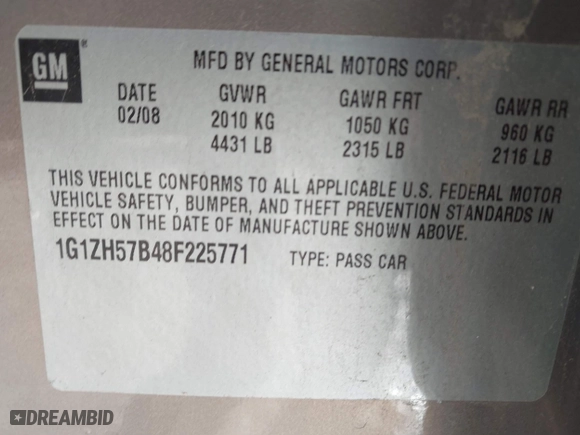 GM ®
MFD BY GENERAL MOTORS CORP.
DATE GVWR GAWR FRT GAWR RR
02/08 2010 KG 1050 KG 960 KG
4431 LB 2315 LB 2116 LB
THIS VEHICLE CONFORMS TO ALL APPLICABLE U.S. FEDERAL MOTOR
VEHICLE SAFETY, BUMPER, AND THEFT PREVENTION STANDARDS IN
EFFECT ON THE DATE OF MANUFACTURE SHOWN ABOVE.
1G1ZH57B48F225771 TYPE: PASS CAR
DREAMBID